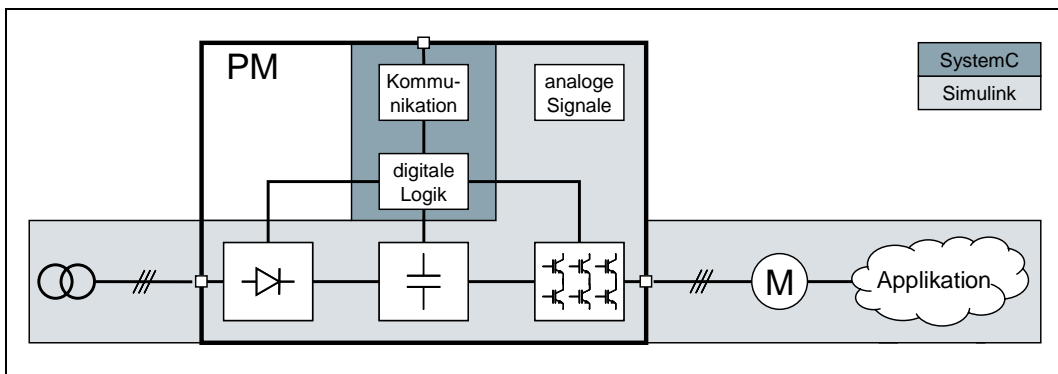 PM
Kommu-
nikation
analoge
Signale
SystemC
Simulink
digitale
Logik
M
Applikation